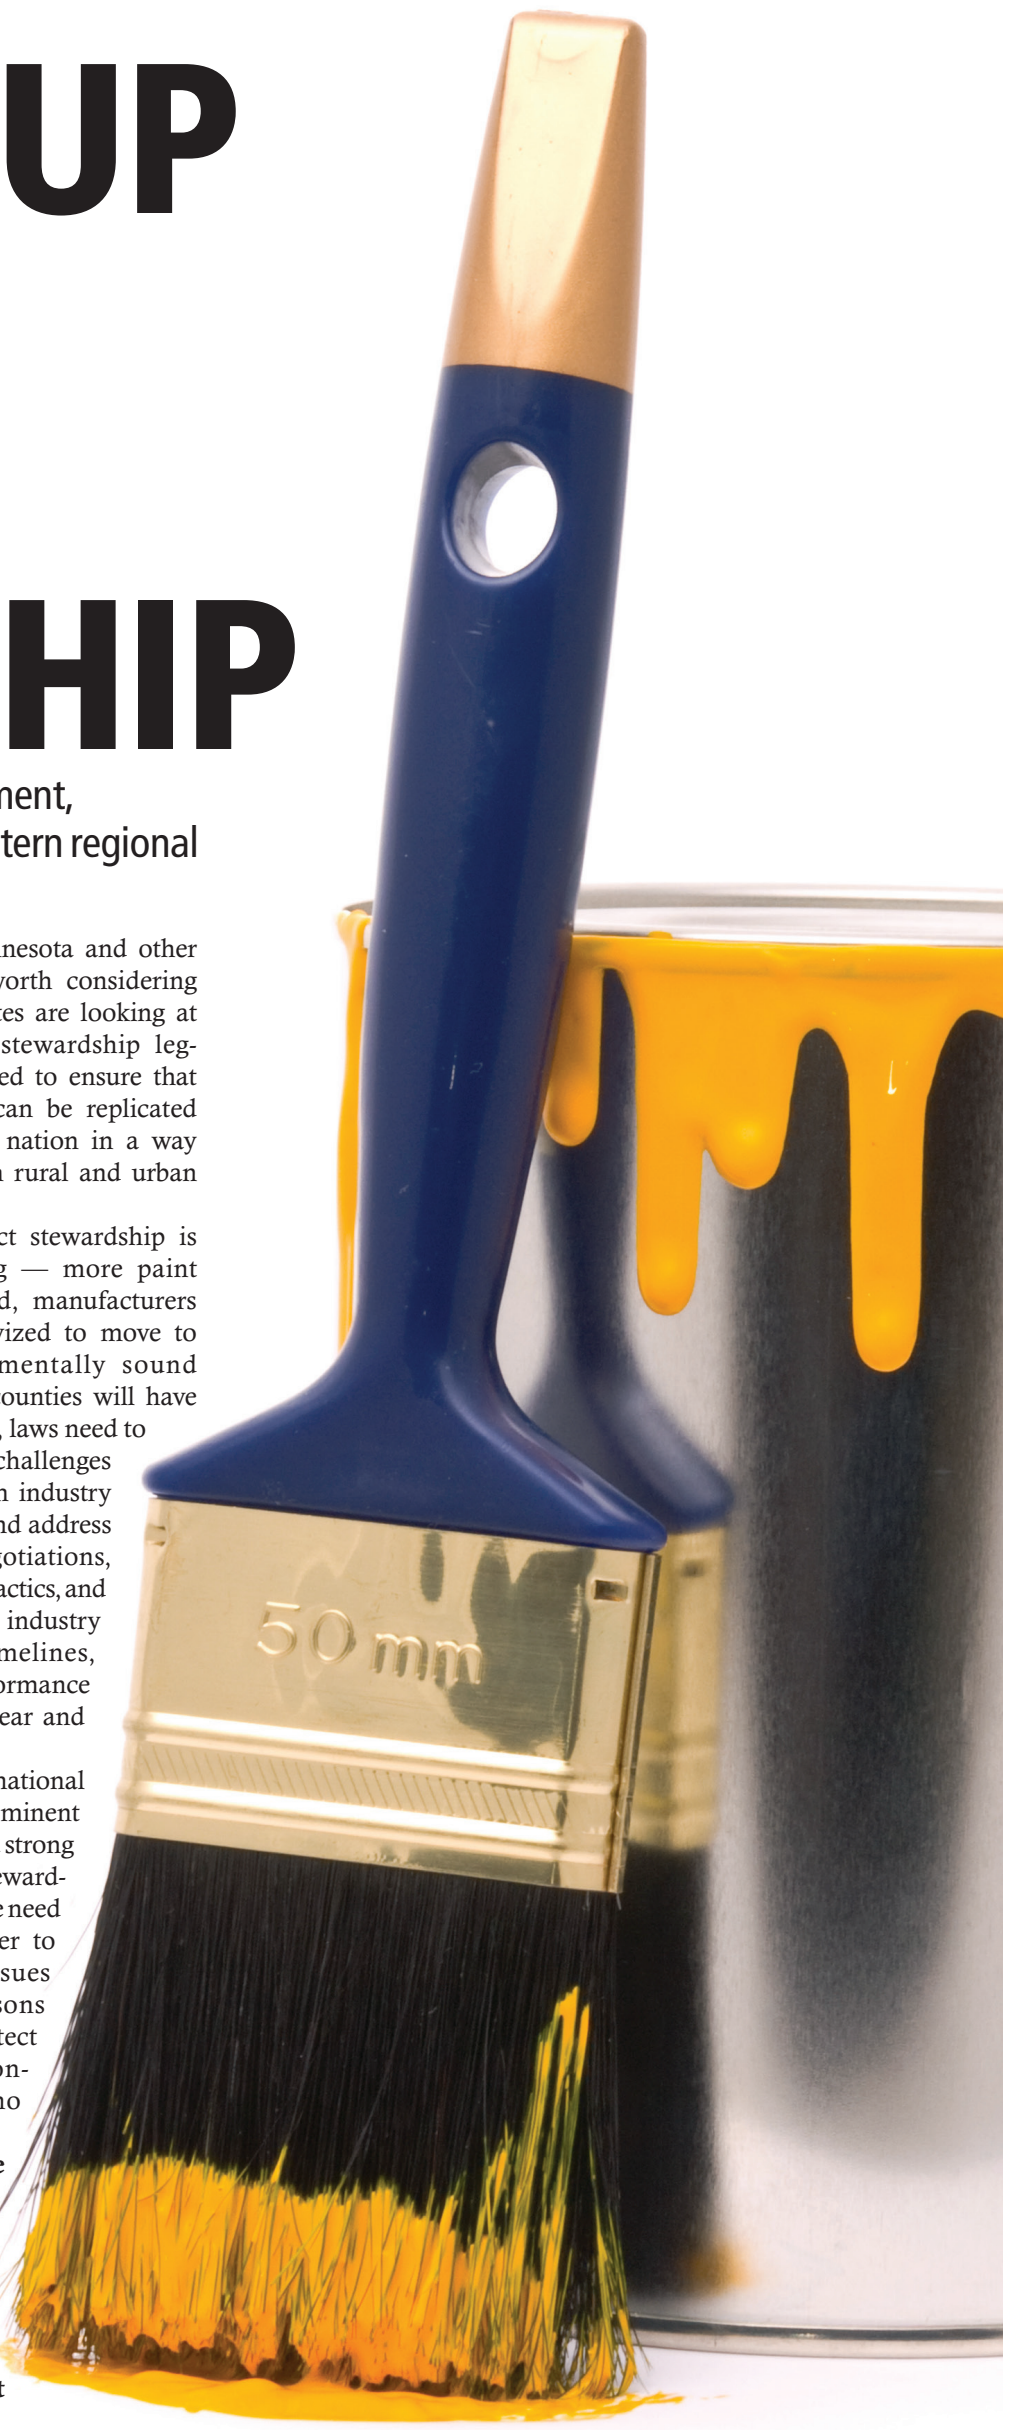 UP
HIP
ment,
tern regional
nnesota and other
worth considering
tes are looking at
stewardship leg-
ed to ensure that
can be replicated
nation in a way
n rural and urban
ct stewardship is
g — more paint
d, manufacturers
vized to move to
mentally sound
counties will have
, laws need to
challenges
n industry
nd address
gotiations,
actics, and
industry
melines,
ormance
ear and
national
minent
strong
eward-
e need
er to
sues
sons
tect
on-
no
e
t
50 mm